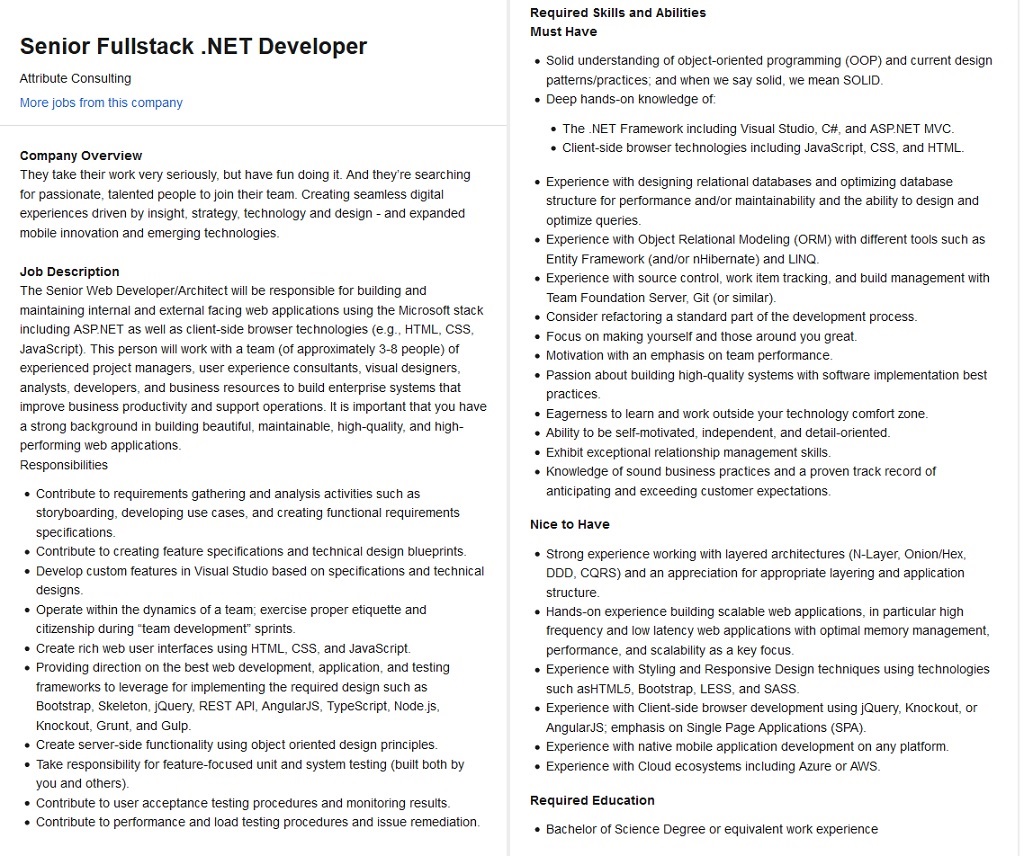 Senior Fullstack .NET Developer
Attribute Consulting
More jobs from this company
Company Overview
They take their work very seriously, but have fun doing it. And they're searching
for passionate, talented people to join their team. Creating seamless digital
experiences driven by insight, strategy, technology and design - and expanded
mobile innovation and emerging technologies.
Job Description
The Senior Web Developer/Architect will be responsible for building and
maintaining internal and external facing web applications using the Microsoft stack
including ASP.NET as well as client-side browser technologies (e.g., HTML, CSS,
JavaScript). This person will work with a team (of approximately 3-8 people) of
experienced project managers, user experience consultants, visual designers,
analysts, developers, and business resources to build enterprise systems that
improve business productivity and support operations. It is important that you have
a strong background in building beautiful, maintainable, high-quality, and high-
performing web applications.
Responsibilities
• Contribute to requirements gathering and analysis activities such as
storyboarding, developing use cases, and creating functional requirements
specifications.
• Contribute to creating feature specifications and technical design blueprints.
• Develop custom features in Visual Studio based on specifications and technical
designs.
• Operate within the dynamics of a team; exercise proper etiquette and
citizenship during “team development” sprints.
• Create rich web user interfaces using HTML, CSS, and JavaScript.
• Providing direction on the best web development, application, and testing
frameworks to leverage for implementing the required design such as
Bootstrap, Skeleton, jQuery, REST API, AngularJS, TypeScript, Node.js,
Knockout, Grunt, and Gulp.
• Create server-side functionality using object oriented design principles.
• Take responsibility for feature-focused unit and system testing (built both by
you and others).
• Contribute to user acceptance testing procedures and monitoring results.
• Contribute to performance and load testing procedures and issue remediation.
Required Skills and Abilities
Must Have
• Solid understanding of object-oriented programming (OOP) and current design
patterns/practices; and when we say solid, we mean SOLID.
• Deep hands-on knowledge of:
• The .NET Framework including Visual Studio, C#, and ASP.NET MVC.
• Client-side browser technologies including JavaScript, CSS, and HTML.
• Experience with designing relational databases and optimizing database
structure for performance and/or maintainability and the ability to design and
optimize queries.
• Experience with Object Relational Modeling (ORM) with different tools such as
Entity Framework (and/or nHibernate) and LINQ.
• Experience with source control, work item tracking, and build management with
Team Foundation Server, Git (or similar).
• Consider refactoring a standard part of the development process.
• Focus on making yourself and those around you great.
• Motivation with an emphasis on team performance.
• Passion about building high-quality systems with software implementation best
practices.
• Eagerness to learn and work outside your technology comfort zone.
• Ability to be self-motivated, independent, and detail-oriented.
• Exhibit exceptional relationship management skills.
• Knowledge of sound business practices and a proven track record of
anticipating and exceeding customer expectations.
Nice to Have
• Strong experience working with layered architectures (N-Layer, Onion/Hex,
DDD, CQRS) and an appreciation for appropriate layering and application
structure.
• Hands-on experience building scalable web applications, in particular high
frequency and low latency web applications with optimal memory management,
performance, and scalability as a key focus.
• Experience with Styling and Responsive Design techniques using technologies
such asHTML5, Bootstrap, LESS, and SASS.
• Experience with Client-side browser development using jQuery, Knockout, or
AngularJS; emphasis on Single Page Applications (SPA).
• Experience with native mobile application development on any platform.
• Experience with Cloud ecosystems including Azure or AWS.
Required Education
• Bachelor of Science Degree or equivalent work experience